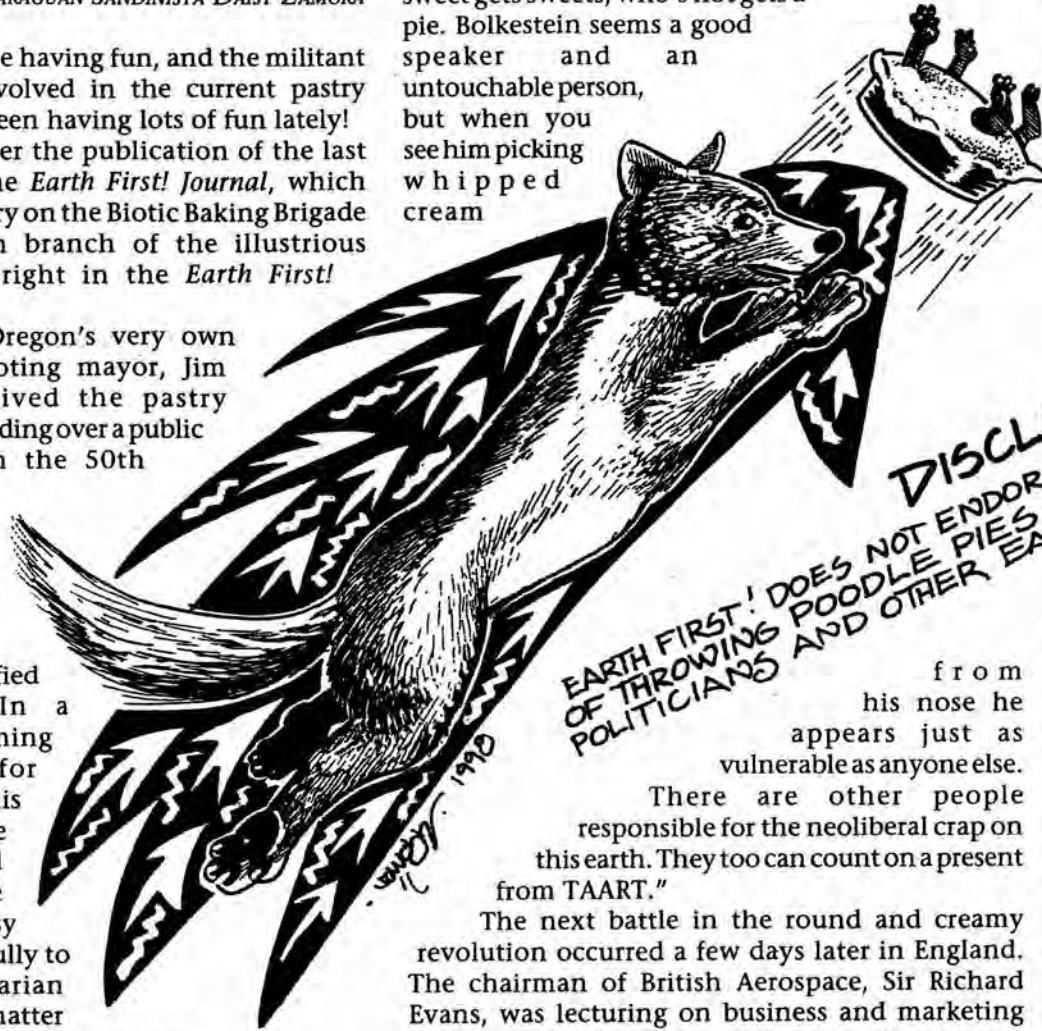 ARAGUAN SANDINISTA DAISY ZAMORA
e having fun, and the militant
volved in the current pastry
een having lots of fun lately!
er the publication of the last
ne Earth First! Journal, which
ry on the Biotic Baking Brigade
n branch of the illustrious
right in the Earth First!
Oregon's very own
oting mayor, Jim
ived the pastry
ding over a public
n the 50th
fied
In a
ning
for
is
e
l
e
sy
ully to
arian
natter
sweet gets sweets, who's not gets a
pie. Bolkestein seems a good
speaker and an
untouchable person,
but when you
see him picking
whipped
cream
from
his nose he
appears just as
vulnerable as anyone else.
There are other people
responsible for the neoliberal crap on
this earth. They too can count on a present
from TAART."
The next battle in the round and creamy
revolution occurred a few days later in England.
The chairman of British Aerospace, Sir Richard
Evans, was lecturing on business and marketing
DISCL
EARTH FIRST! DOES NOT ENDOR
OF THROWING POODLE PIES
POLITICIANS AND OTHER EA
1998